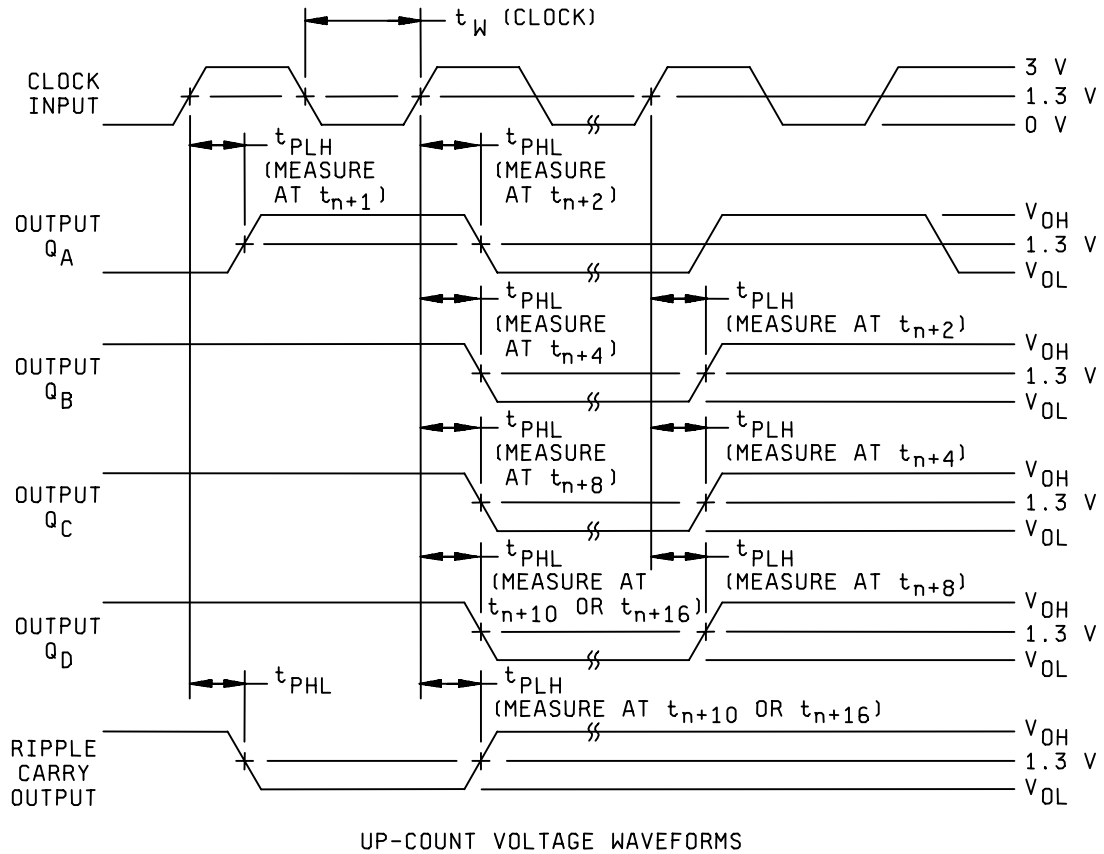 t_W (CLOCK)
CLOCK
INPUT
3 V
1.3 V
0 V
t_PLH
(MEASURE
AT t_n+1)
t_PHL
(MEASURE
AT t_n+2)
OUTPUT
Q_A
V_OH
1.3 V
V_OL
t_PHL
(MEASURE
AT t_n+4)
t_PLH
(MEASURE AT t_n+2)
OUTPUT
Q_B
V_OH
1.3 V
V_OL
t_PHL
(MEASURE
AT t_n+8)
t_PLH
(MEASURE AT t_n+4)
OUTPUT
Q_C
V_OH
1.3 V
V_OL
t_PHL
(MEASURE AT
t_n+10 OR t_n+16)
t_PLH
(MEASURE AT t_n+8)
OUTPUT
Q_D
V_OH
1.3 V
V_OL
t_PHL
t_PLH
(MEASURE AT t_n+10 OR t_n+16)
RIPPLE
CARRY
OUTPUT
V_OH
1.3 V
V_OL
UP-COUNT VOLTAGE WAVEFORMS